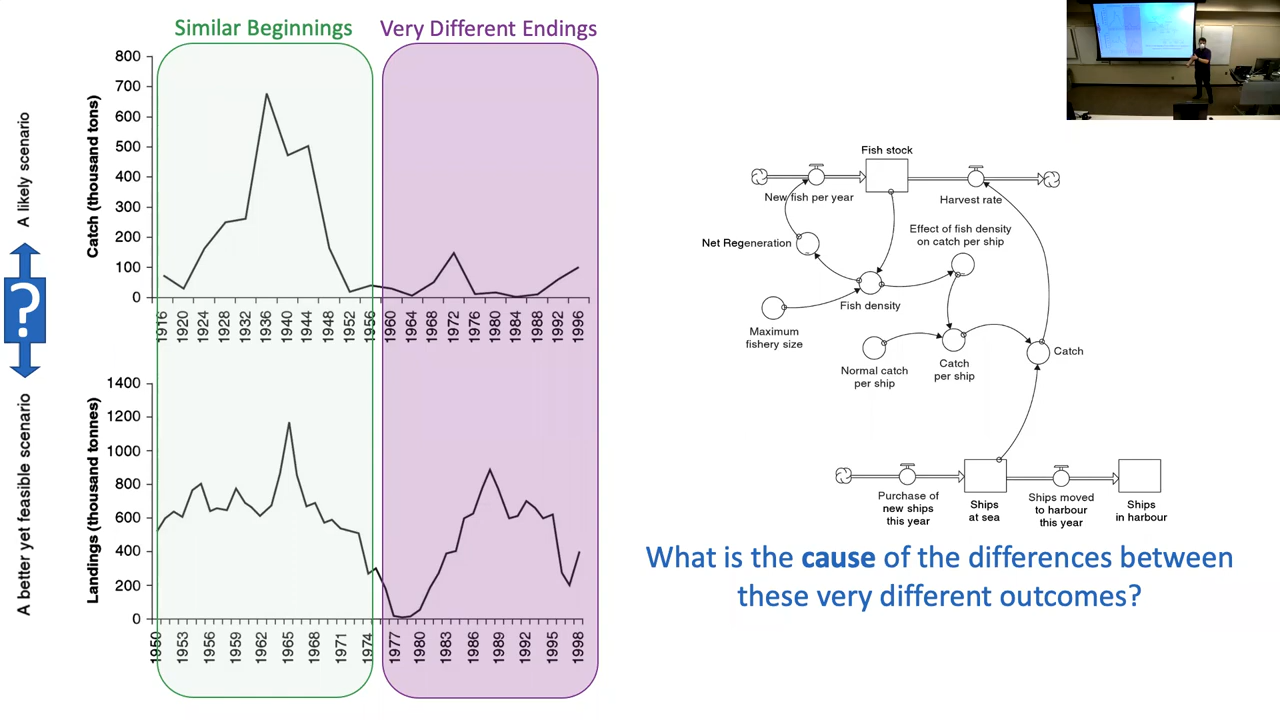 Similar Beginnings
Very Different Endings
A likely scenario
?
A better yet feasible scenario
Catch (thousand tons)
800
700
600
500
400
300
200
100
0
1916
1920
1924
1928
1932
1936
1940
1944
1948
1952
1956
1960
1964
1968
1972
1976
1980
1984
1988
1992
1996
Landings (thousand tonnes)
1400
1200
1000
800
600
400
200
0
1950
1953
1956
1959
1962
1965
1968
1971
1974
1977
1980
1983
1986
1989
1992
1995
1998
Fish stock
New fish per year
Harvest rate
Net Regeneration
Effect of fish density
on catch per ship
Fish density
Maximum
fishery size
Normal catch
per ship
Catch
per ship
Catch
Purchase of
new ships
this year
Ships
at sea
Ships moved
to harbour
this year
Ships
in harbour
What is the cause of the differences between
these very different outcomes?